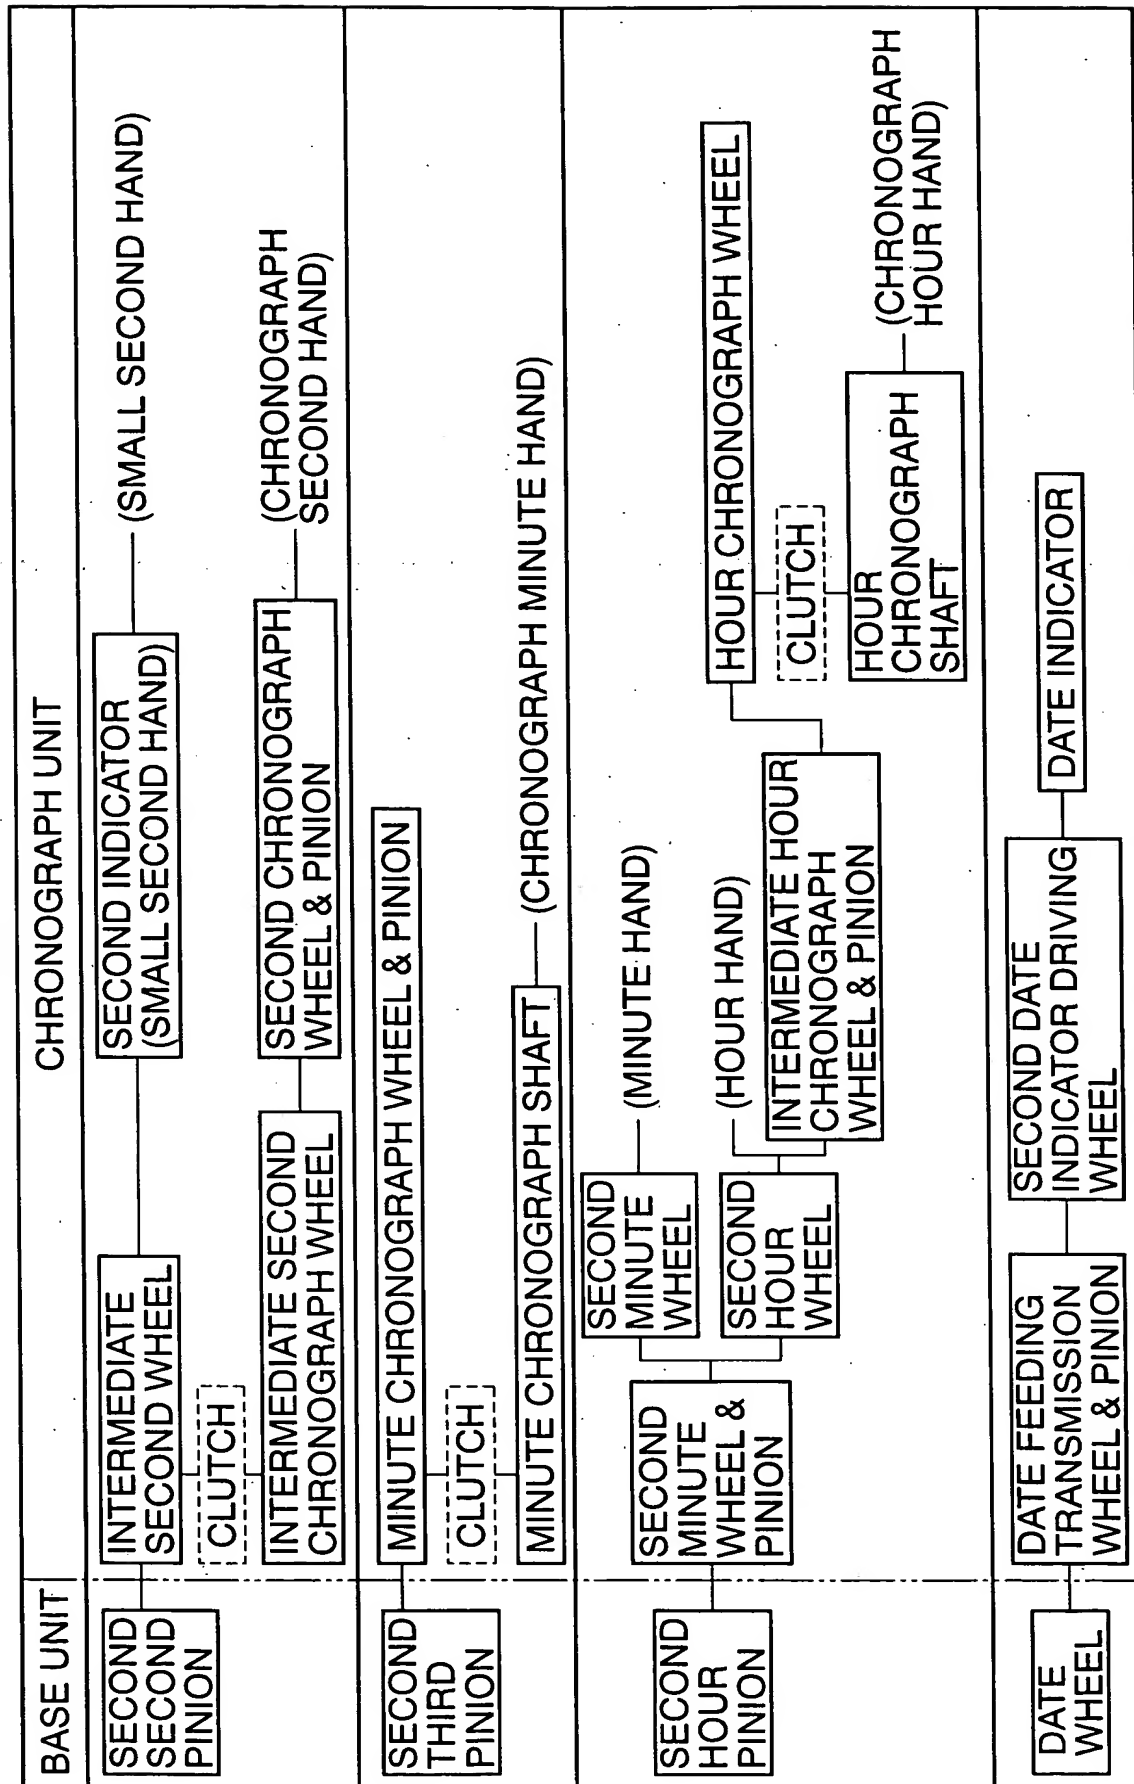 BASE UNIT
CHRONOGRAPH UNIT
SECOND
SECOND
PINION
INTERMEDIATE
SECOND WHEEL
SECOND INDICATOR
(SMALL SECOND HAND)
(SMALL SECOND HAND)
CLUTCH
INTERMEDIATE SECOND
CHRONOGRAPH WHEEL
SECOND CHRONOGRAPH
WHEEL & PINION
(CHRONOGRAPH
SECOND HAND)
SECOND
THIRD
PINION
MINUTE CHRONOGRAPH WHEEL & PINION
CLUTCH
MINUTE CHRONOGRAPH SHAFT
(CHRONOGRAPH MINUTE HAND)
SECOND
HOUR
PINION
SECOND
MINUTE
WHEEL &
PINION
SECOND
MINUTE
WHEEL
(MINUTE HAND)
SECOND
HOUR
WHEEL
(HOUR HAND)
INTERMEDIATE HOUR
CHRONOGRAPH
WHEEL & PINION
HOUR CHRONOGRAPH WHEEL
CLUTCH
HOUR
CHRONOGRAPH
SHAFT
(CHRONOGRAPH
HOUR HAND)
DATE
WHEEL
DATE FEEDING
TRANSMISSION
WHEEL & PINION
SECOND DATE
INDICATOR DRIVING
WHEEL
DATE INDICATOR